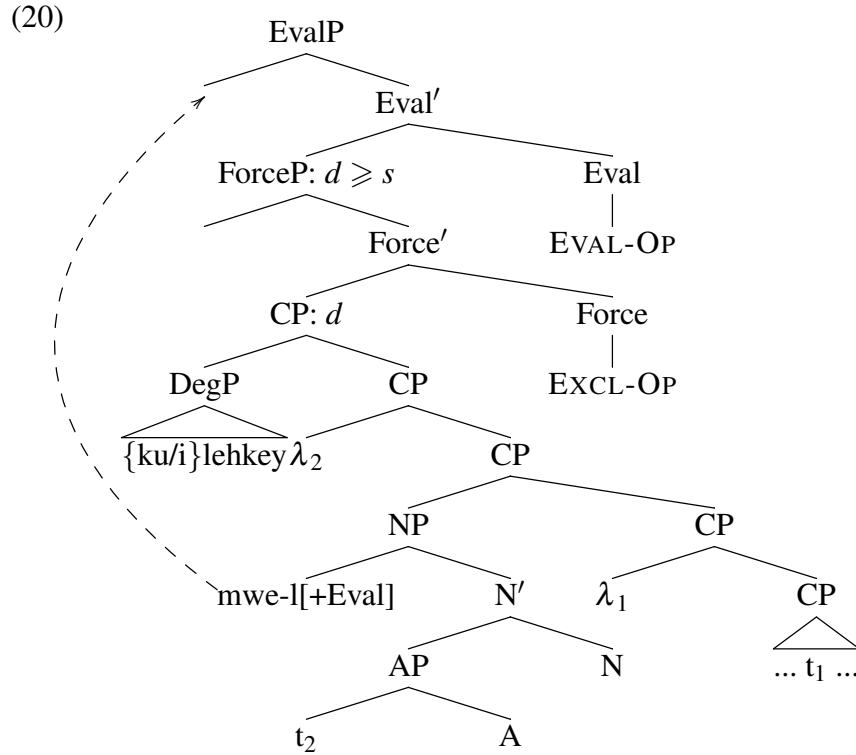 (20)
EvalP
Eval′
ForceP: d ⩾ s Eval
Force′ EVAL-OP
CP: d Force
DegP CP EXCL-OP
{ku/i}lehkey λ2 CP
NP CP
mwe-l[+Eval] N′ λ1 CP
AP N ... t1 ...
t2 A